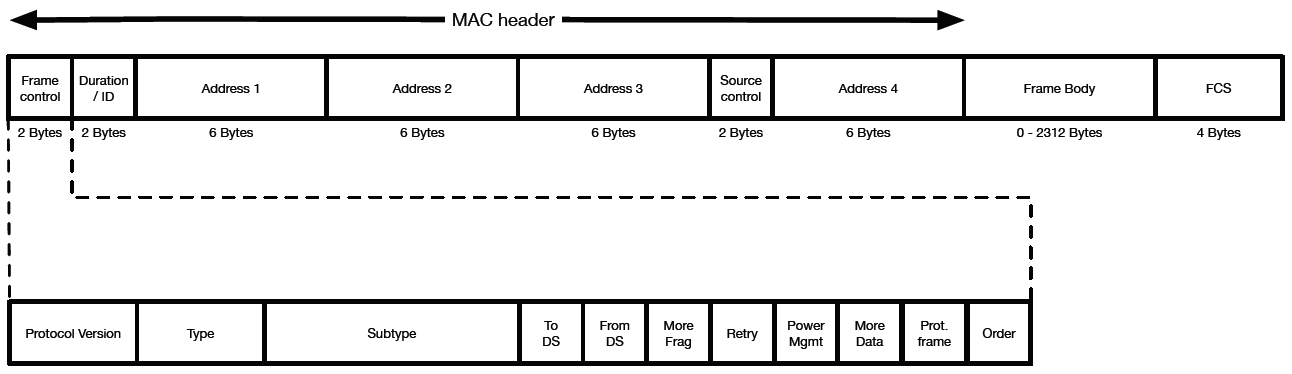 MAC header
Frame control
Duration / ID
Address 1
Address 2
Address 3
Source control
Address 4
Frame Body
FCS
2 Bytes
2 Bytes
6 Bytes
6 Bytes
6 Bytes
2 Bytes
6 Bytes
0 - 2312 Bytes
4 Bytes
Protocol Version
Type
Subtype
To DS
From DS
More Frag
Retry
Power Mgmt
More Data
Prot. frame
Order